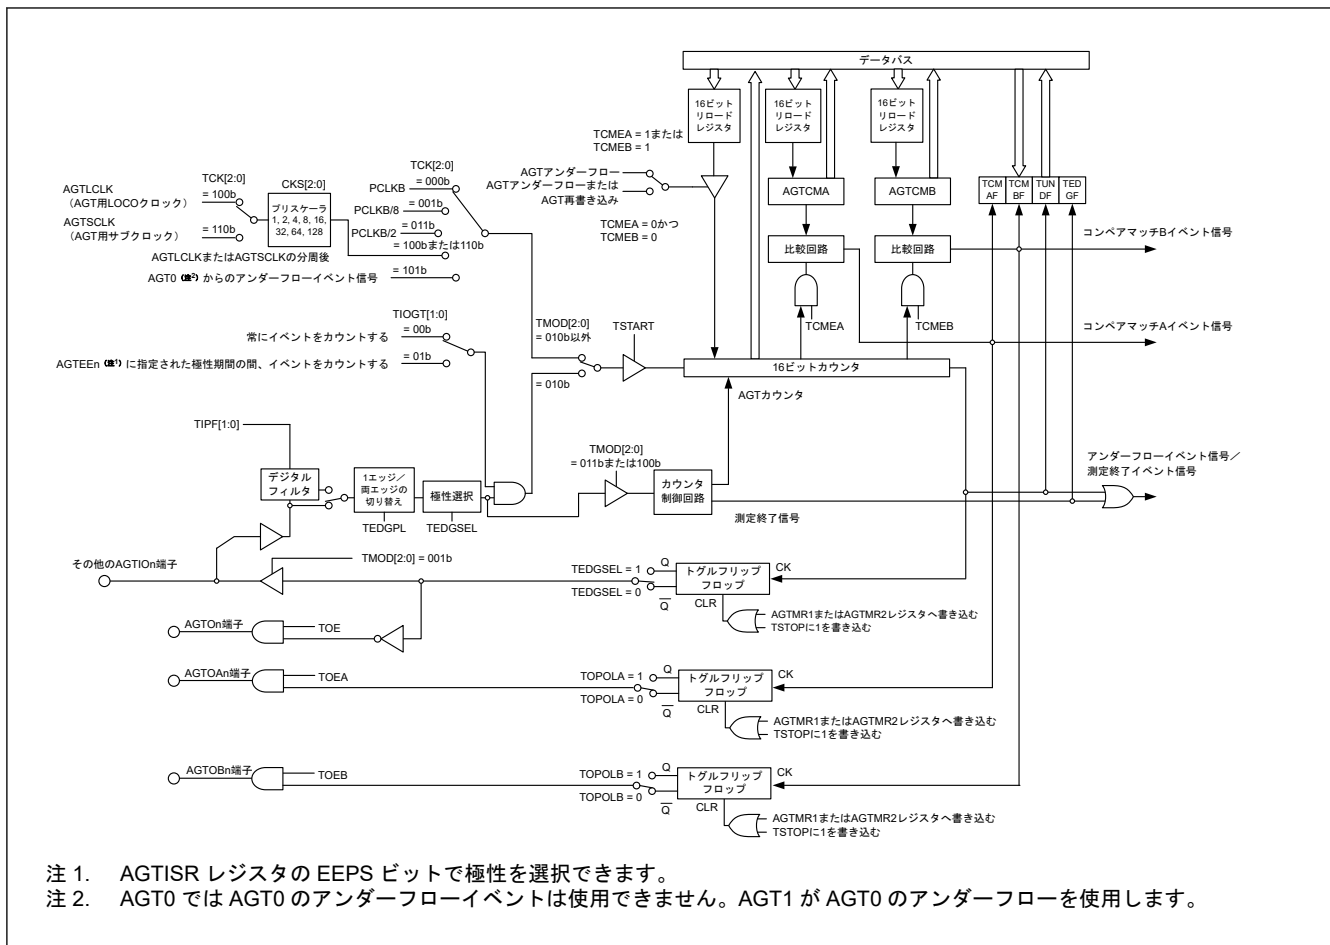 データバス
16ビット
リロード
レジスタ
16ビット
リロード
レジスタ
16ビット
リロード
レジスタ
TCMEA = 1または
TCMEB = 1
AGTアンダーフロー
AGTアンダーフローまたは
AGT再書き込み
TCMEA = 0かつ
TCMEB = 0
AGTCMA
AGTCMB
TCM
AF
TCM
BF
TUN
DF
TED
GF
比較回路
比較回路
TCMEA
TCMEB
コンペアマッチBイベント信号
コンペアマッチAイベント信号
TCK[2:0]
AGTLCLK
(AGT用LOCOクロック)
= 100b
AGTSCLK
(AGT用サブクロック)
= 110b
CKS[2:0]
プリスケーラ
1, 2, 4, 8, 16,
32, 64, 128
TCK[2:0]
PCLKB
= 000b
PCLKB/8
= 001b
PCLKB/2
= 011b
= 100bまたは110b
AGTLCLKまたはAGTSCLKの分周後
AGT0 (注2) からのアンダーフローイベント信号
= 101b
TIOGT[1:0]
常にイベントをカウントする
= 00b
AGTEEn (注1) に指定された極性期間の間、イベントをカウントする
= 01b
TMOD[2:0]
= 010b以外
= 010b
TSTART
16ビットカウンタ
AGTカウンタ
TIPF[1:0]
デジタル
フィルタ
1エッジ/
両エッジの
切り替え
TEDGPL
極性選択
TEDGSEL
TMOD[2:0]
= 011bまたは100b
カウンタ
制御回路
測定終了信号
アンダーフローイベント信号/
測定終了イベント信号
その他のAGTIOn端子
TMOD[2:0] = 001b
TEDGSEL = 1
TEDGSEL = 0
Q
Q
トグルフリップ
フロップ
CK
CLR
AGTMR1またはAGTMR2レジスタへ書き込む
TSTOPに1を書き込む
AGTOn端子
TOE
AGTOAn端子
TOEA
TOPOLA = 1
TOPOLA = 0
Q
Q
トグルフリップ
フロップ
CK
CLR
AGTMR1またはAGTMR2レジスタへ書き込む
TSTOPに1を書き込む
AGTOBn端子
TOEB
TOPOLB = 1
TOPOLB = 0
Q
Q
トグルフリップ
フロップ
CK
CLR
AGTMR1またはAGTMR2レジスタへ書き込む
TSTOPに1を書き込む
注 1. AGTISR レジスタの EEPS ビットで極性を選択できます。
注 2. AGT0 では AGT0 のアンダーフローイベントは使用できません。AGT1 が AGT0 のアンダーフローを使用します。